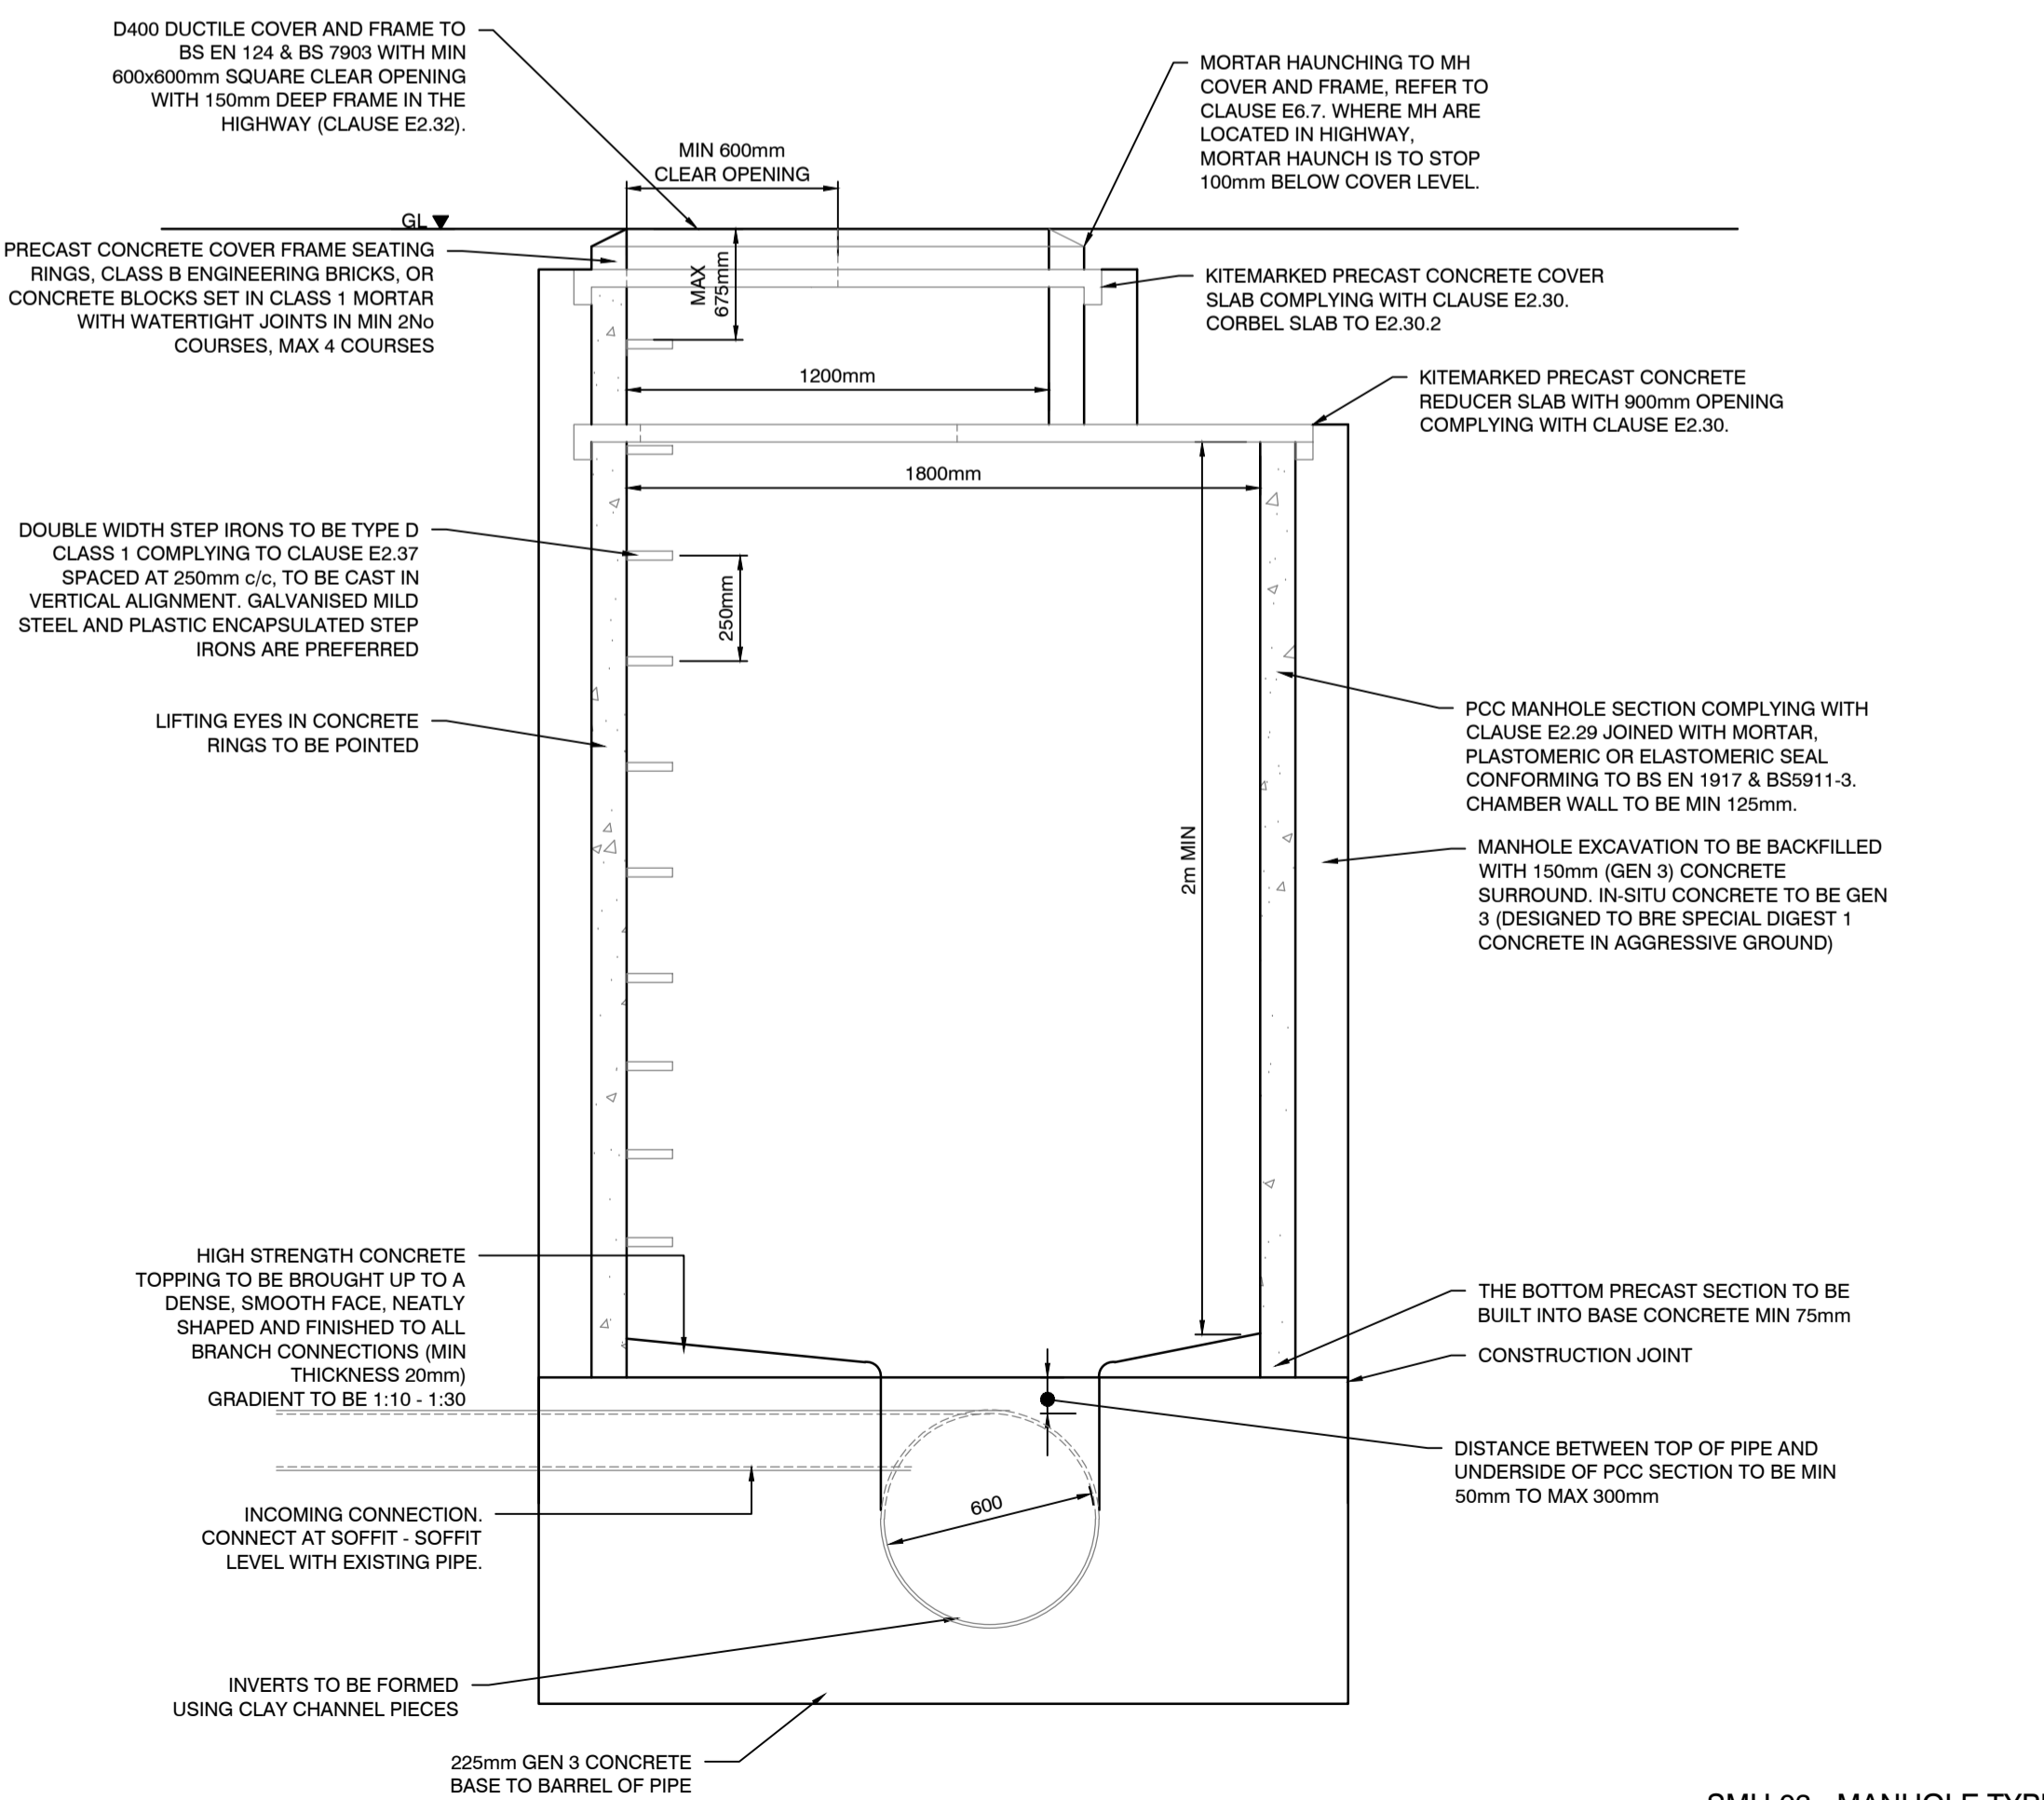 D400 DUCTILE COVER AND FRAME TO
BS EN 124 & BS 7903 WITH MIN
600x600mm SQUARE CLEAR OPENING
WITH 150mm DEEP FRAME IN THE
HIGHWAY (CLAUSE E2.32).
MORTAR HAUNCHING TO MH
COVER AND FRAME, REFER TO
CLAUSE E6.7. WHERE MH ARE
LOCATED IN HIGHWAY,
MORTAR HAUNCH IS TO STOP
100mm BELOW COVER LEVEL.
MIN 600mm
CLEAR OPENING
GL
PRECAST CONCRETE COVER FRAME SEATING
RINGS, CLASS B ENGINEERING BRICKS, OR
CONCRETE BLOCKS SET IN CLASS 1 MORTAR
WITH WATERTIGHT JOINTS IN MIN 2No
COURSES, MAX 4 COURSES
MAX
675mm
KITEMARKED PRECAST CONCRETE COVER
SLAB COMPLYING WITH CLAUSE E2.30.
CORBEL SLAB TO E2.30.2
1200mm
KITEMARKED PRECAST CONCRETE
REDUCER SLAB WITH 900mm OPENING
COMPLYING WITH CLAUSE E2.30.
1800mm
DOUBLE WIDTH STEP IRONS TO BE TYPE D
CLASS 1 COMPLYING TO CLAUSE E2.37
SPACED AT 250mm c/c, TO BE CAST IN
VERTICAL ALIGNMENT. GALVANISED MILD
STEEL AND PLASTIC ENCAPSULATED STEP
IRONS ARE PREFERRED
250mm
LIFTING EYES IN CONCRETE
RINGS TO BE POINTED
PCC MANHOLE SECTION COMPLYING WITH
CLAUSE E2.29 JOINED WITH MORTAR,
PLASTOMERIC OR ELASTOMERIC SEAL
CONFORMING TO BS EN 1917 & BS5911-3.
CHAMBER WALL TO BE MIN 125mm.
2m MIN
MANHOLE EXCAVATION TO BE BACKFILLED
WITH 150mm (GEN 3) CONCRETE
SURROUND. IN-SITU CONCRETE TO BE GEN
3 (DESIGNED TO BRE SPECIAL DIGEST 1
CONCRETE IN AGGRESSIVE GROUND)
HIGH STRENGTH CONCRETE
TOPPING TO BE BROUGHT UP TO A
DENSE, SMOOTH FACE, NEATLY
SHAPED AND FINISHED TO ALL
BRANCH CONNECTIONS (MIN
THICKNESS 20mm)
GRADIENT TO BE 1:10 - 1:30
THE BOTTOM PRECAST SECTION TO BE
BUILT INTO BASE CONCRETE MIN 75mm
CONSTRUCTION JOINT
DISTANCE BETWEEN TOP OF PIPE AND
UNDERSIDE OF PCC SECTION TO BE MIN
50mm TO MAX 300mm
600
INCOMING CONNECTION.
CONNECT AT SOFFIT - SOFFIT
LEVEL WITH EXISTING PIPE.
INVERTS TO BE FORMED
USING CLAY CHANNEL PIECES
225mm GEN 3 CONCRETE
BASE TO BARREL OF PIPE